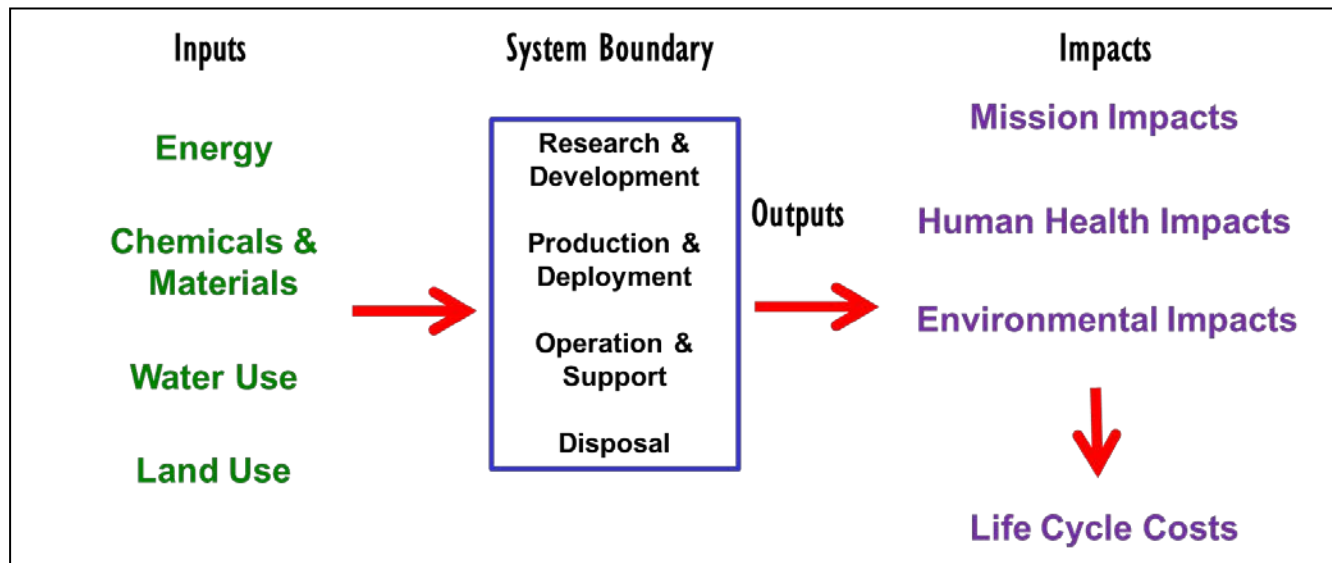 Inputs
System Boundary
Impacts
Energy
Chemicals &
Materials
Water Use
Land Use
Research &
Development
Production &
Deployment
Operation &
Support
Disposal
Outputs
Mission Impacts
Human Health Impacts
Environmental Impacts
Life Cycle Costs